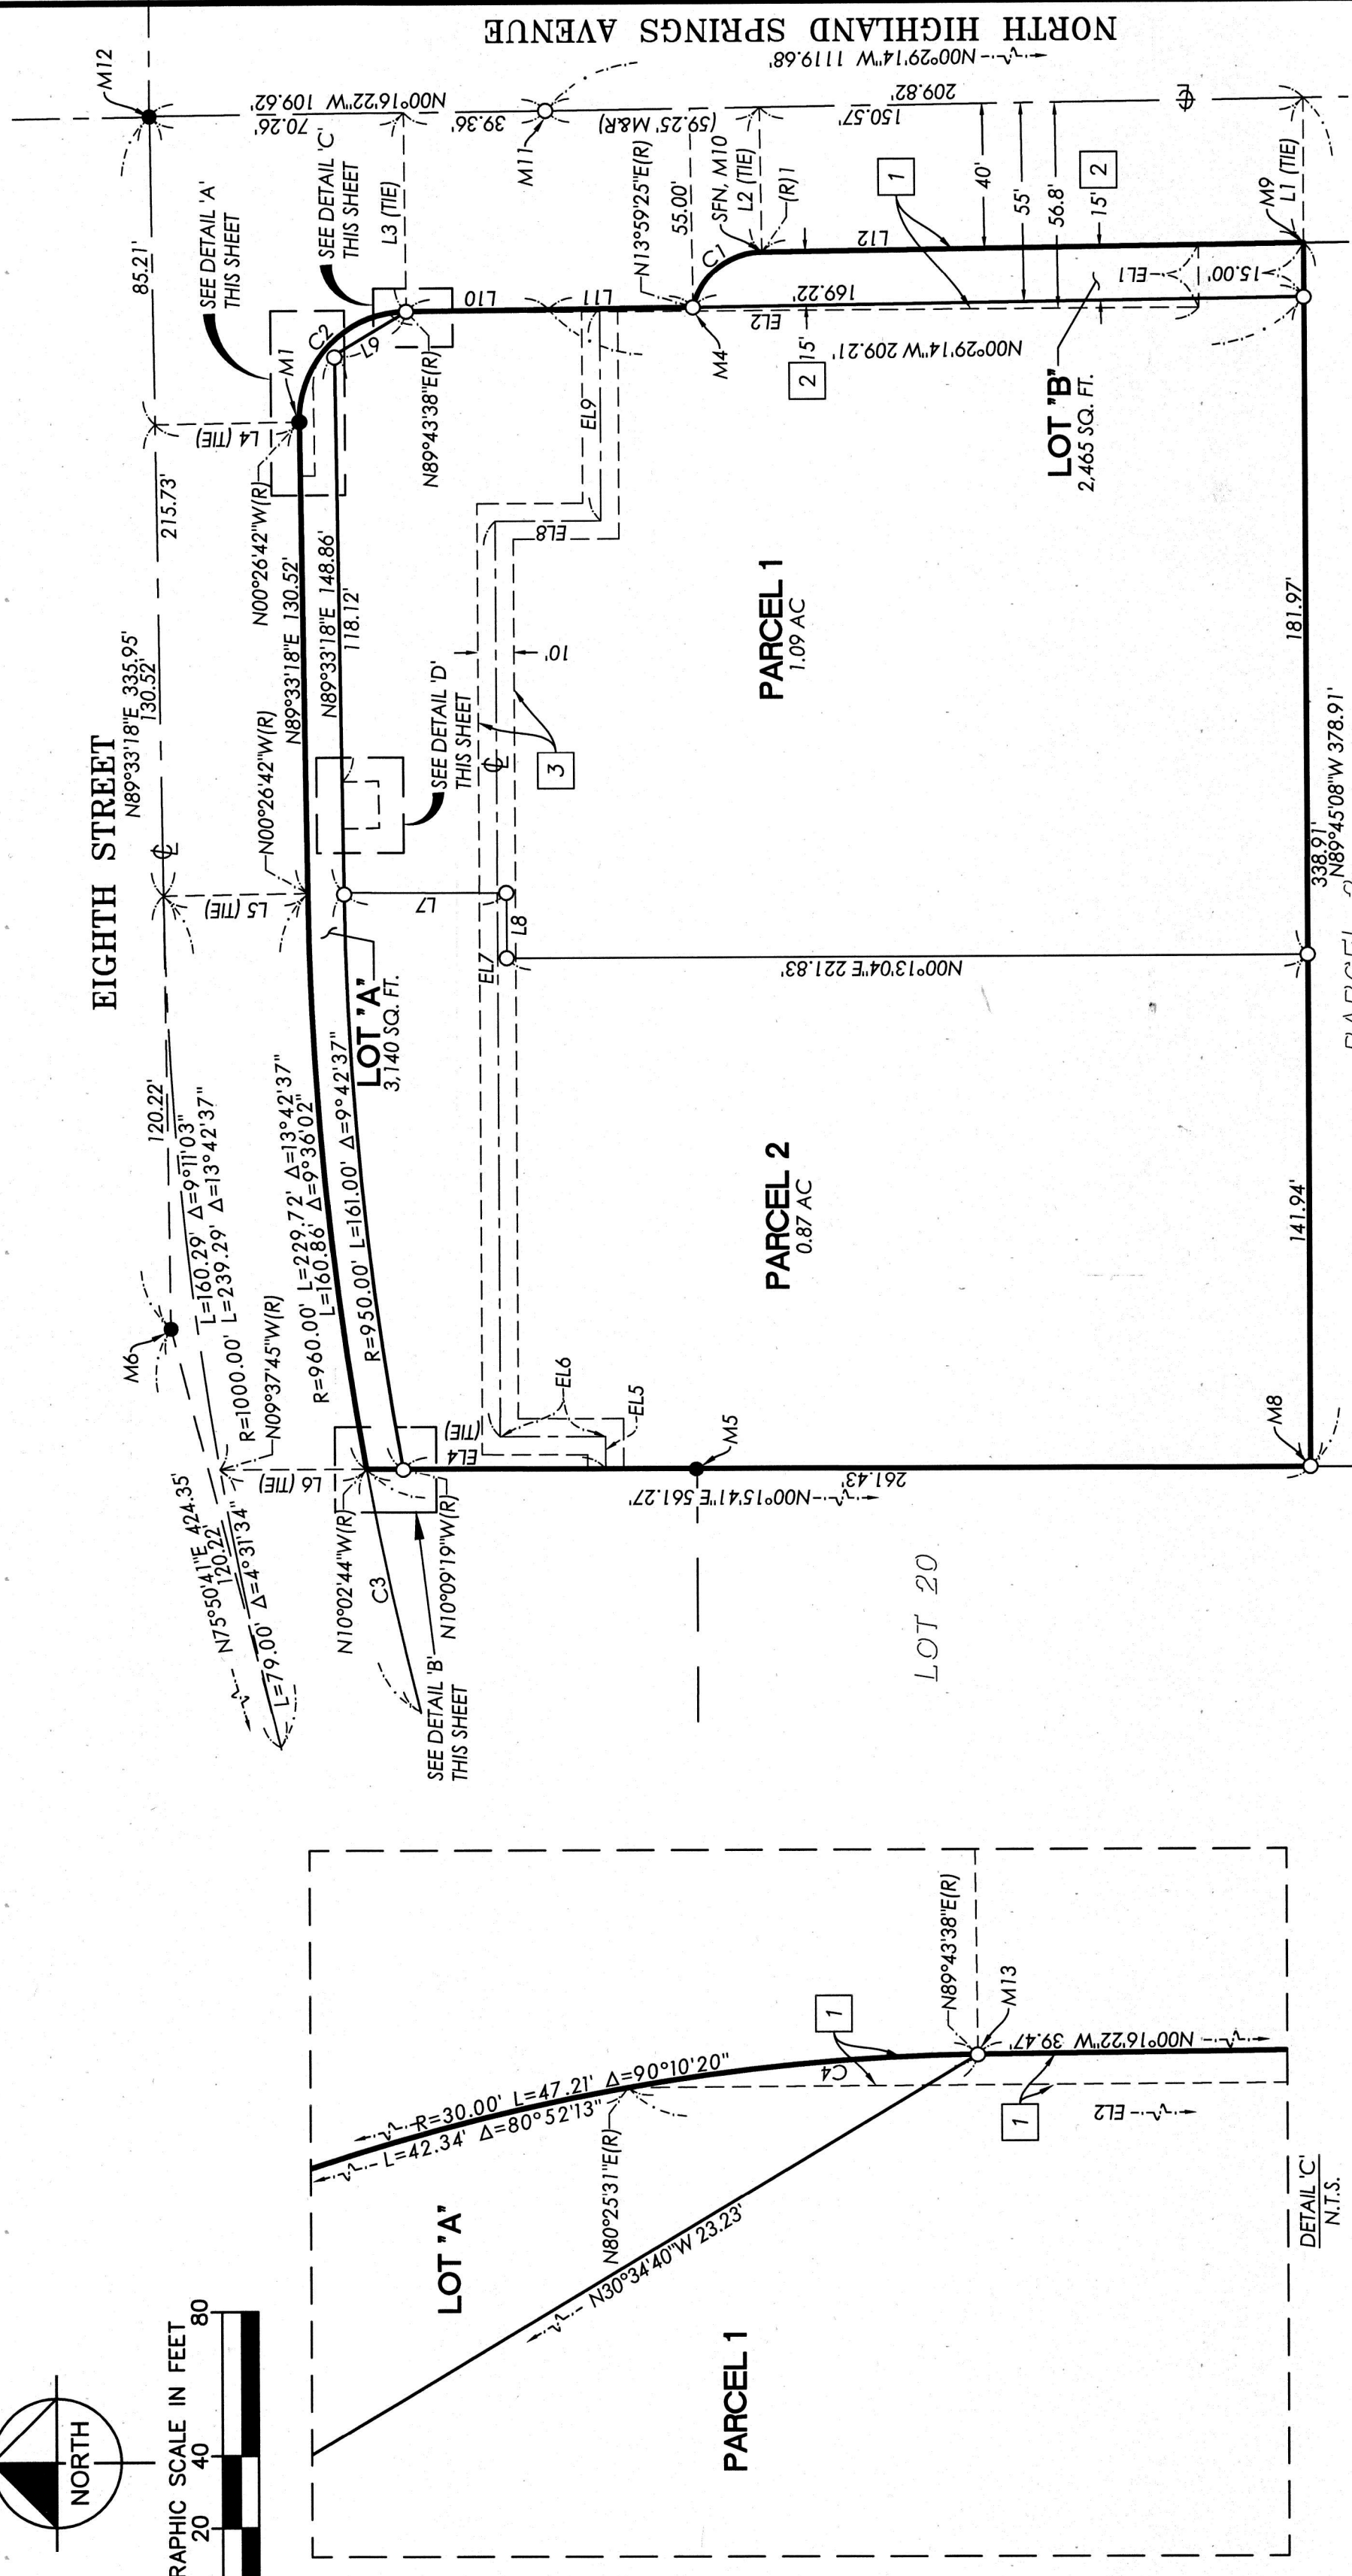 NORTH
GRAPHIC SCALE IN FEET
20
40
80
EIGHTH STREET
N89°33'18"E 335.95'
130.52'
120.22'
215.73'
85.21'
M12
M6
L=160.29' Δ=9°11'03"
R=1000.00' L=239.29' Δ=13°42'37"
N09°37'45"W(R)
N75°50'41"E 424.35'
120.22'
L=79.00' Δ=4°31'34"
L6 (TIE)
L5 (TIE)
L4 (TIE)
N00°26'42"W(R)
N00°26'42"W(R)
SEE DETAIL 'A'
THIS SHEET
M1
C2
L9
N89°33'18"E 130.52'
N89°33'18"E 148.86'
118.12'
R=960.00' L=229.72' Δ=13°42'37"
L=160.86' Δ=9°36'02"
R=950.00' L=161.00' Δ=9°42'37"
LOT "A"
3,140 SQ. FT.
N10°02'44"W(R)
C3
N10°09'19"W(R)
SEE DETAIL 'B'
THIS SHEET
SEE DETAIL 'C'
THIS SHEET
L3 (TIE)
N89°43'38"E(R)
SEE DETAIL 'D'
THIS SHEET
NORTH HIGHLAND SPRINGS AVENUE
N00°29'14"W 1119.68'
N00°16'22"W 109.62'
70.26'
39.36'
M11
(59.25' M&R)
150.57'
209.82'
N13°59'25"E(R)
55.00'
SFN, M10
L2 (TIE)
(R)1
C1
1
40'
55'
56.8'
15'
2
M9
L1 (TIE)
L10
L11
L12
M4
169.22'
EL2
EL1
15.00'
N00°29'14"W 209.21'
15'
2
LOT "B"
2,465 SQ. FT.
EL9
EL8
10'
3
L7
L8
EL7
N00°13'04"E 221.83'
PARCEL 1
1.09 AC
PARCEL 2
0.87 AC
EL6
EL5
EL4
(TIE)
M5
N00°15'41"E 561.27'
261.43'
M8
LOT 20
141.94'
181.97'
338.91'
N89°45'08"W 378.91'
LOT "A"
PARCEL 1
R=30.00' L=47.21' Δ=90°10'20"
L=42.34' Δ=80°52'13"
N80°25'31"E(R)
N30°34'40"W 23.23'
1
C4
N89°43'38"E(R)
M13
N00°16'22"W 39.47'
1
EL2
DETAIL 'C'
N.T.S.